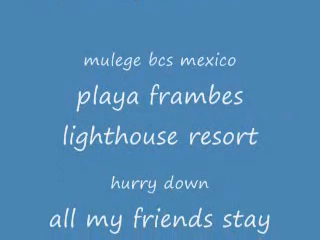 mulege bcs mexico
playa frambes
lighthouse resort
hurry down
all my friends stay